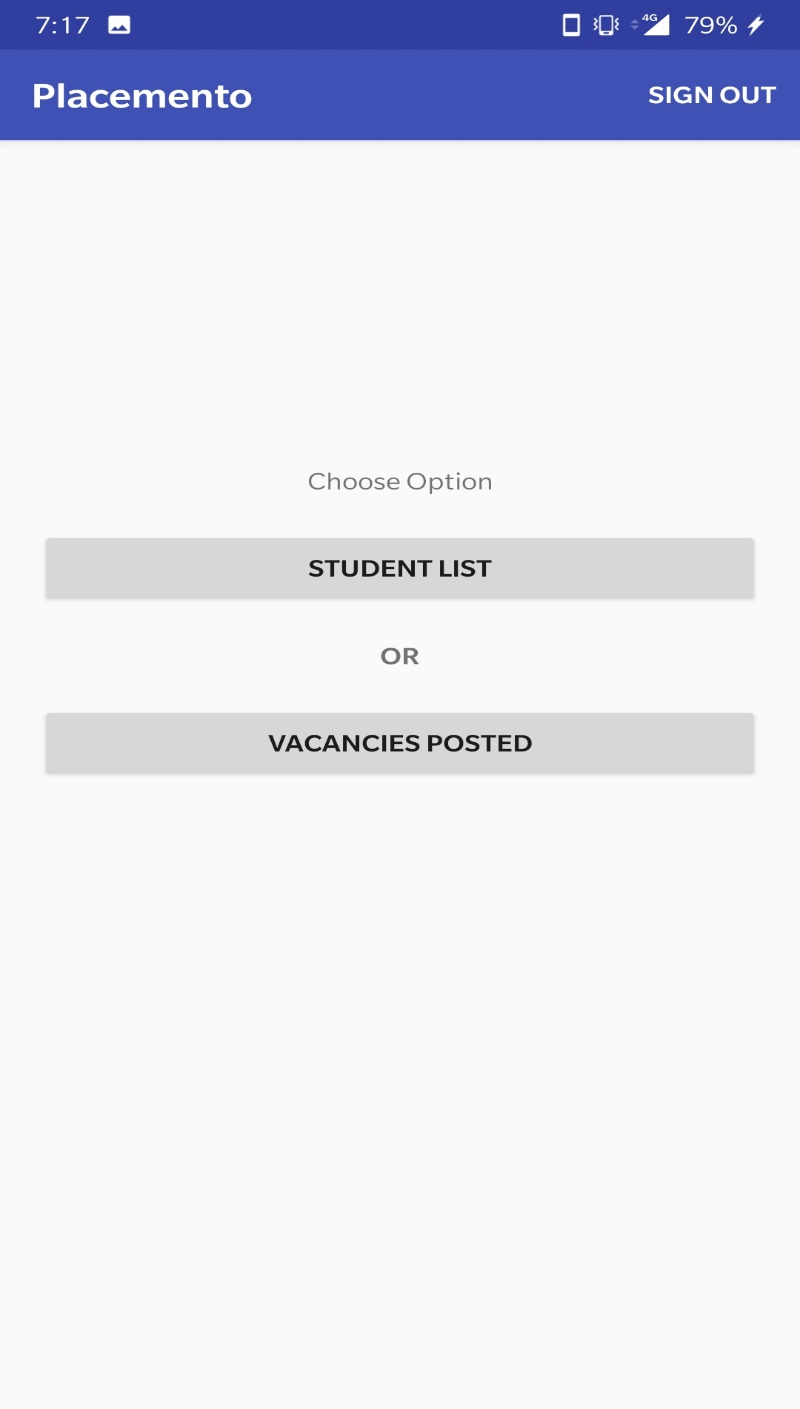 7:17 4G 79%
Placemento SIGN OUT
Choose Option
STUDENT LIST
OR
VACANCIES POSTED